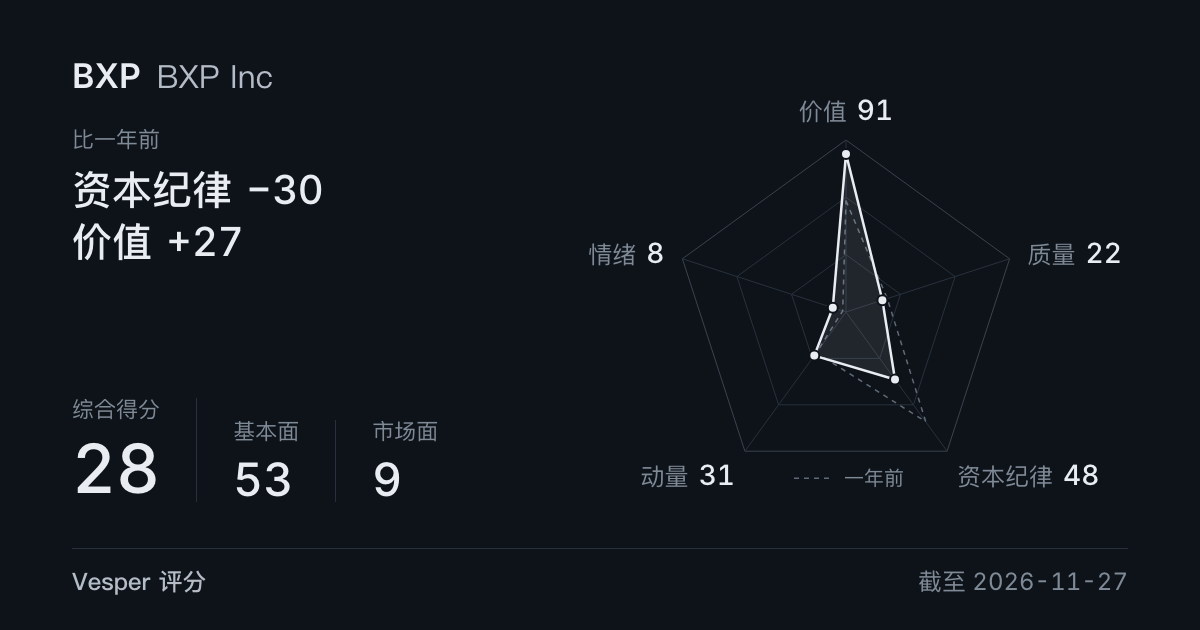 BXP BXP Inc
比一年前
资本纪律 −30
价值 +27
综合得分
28
基本面
53
市场面
9
价值 91
情绪 8
质量 22
动量 31
一年前
资本纪律 48
Vesper 评分
截至 2026-11-27